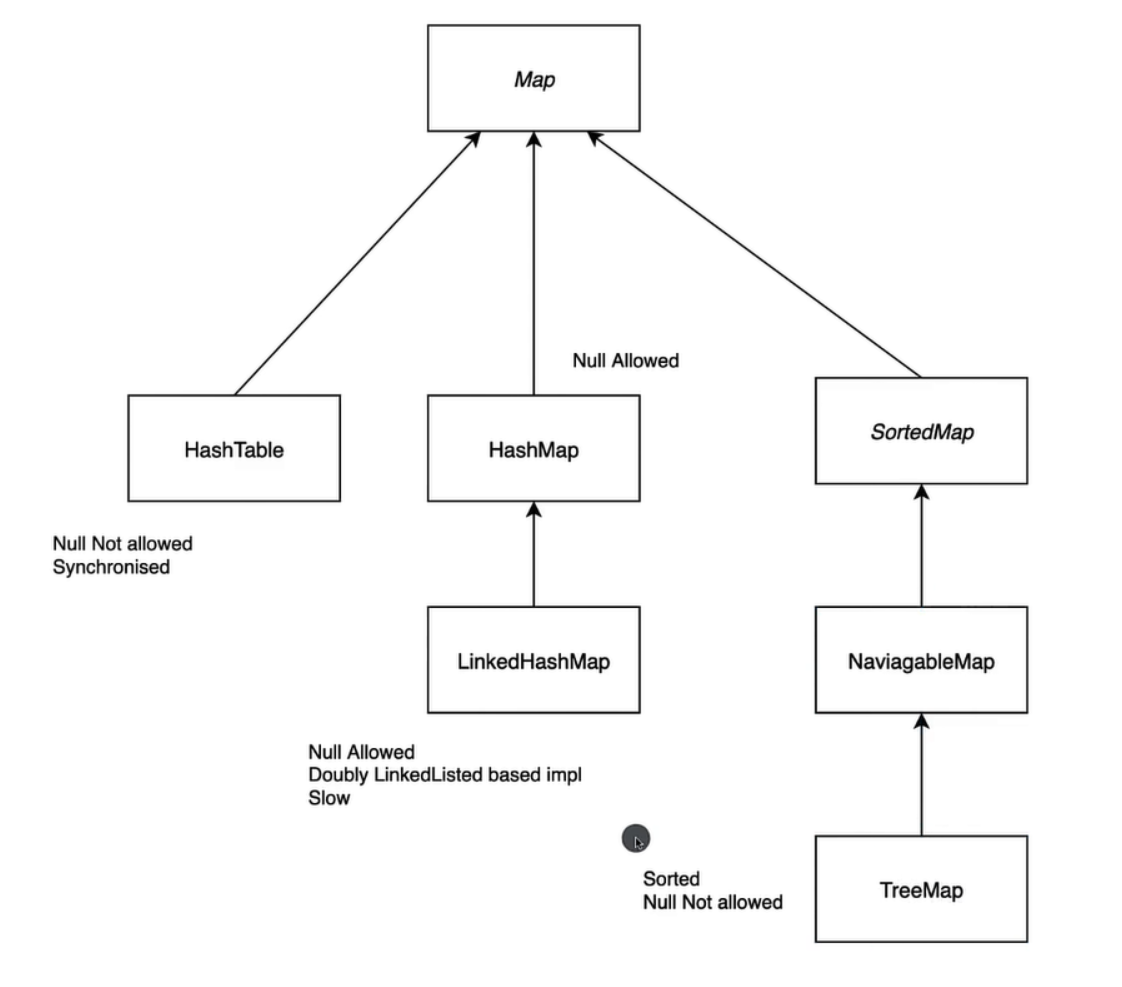 Map
Null Allowed
HashTable
HashMap
SortedMap
Null Not allowed
Synchronised
LinkedHashMap
NaviagableMap
Null Allowed
Doubly LinkedListed based impl
Slow
Sorted
Null Not allowed
TreeMap